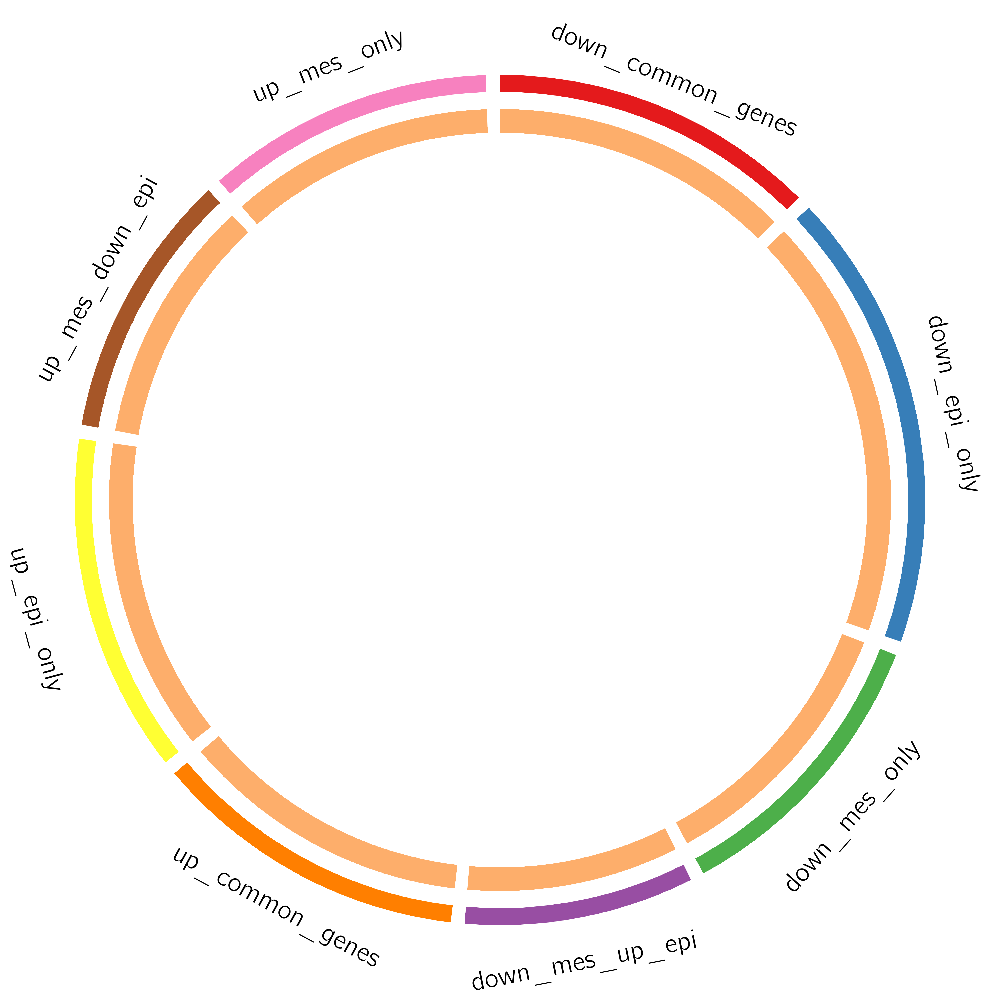 down_common_genes
down_epi_only
down_mes_only
down_mes_up_epi
up_common_genes
up_epi_only
up_mes_down_epi
up_mes_only